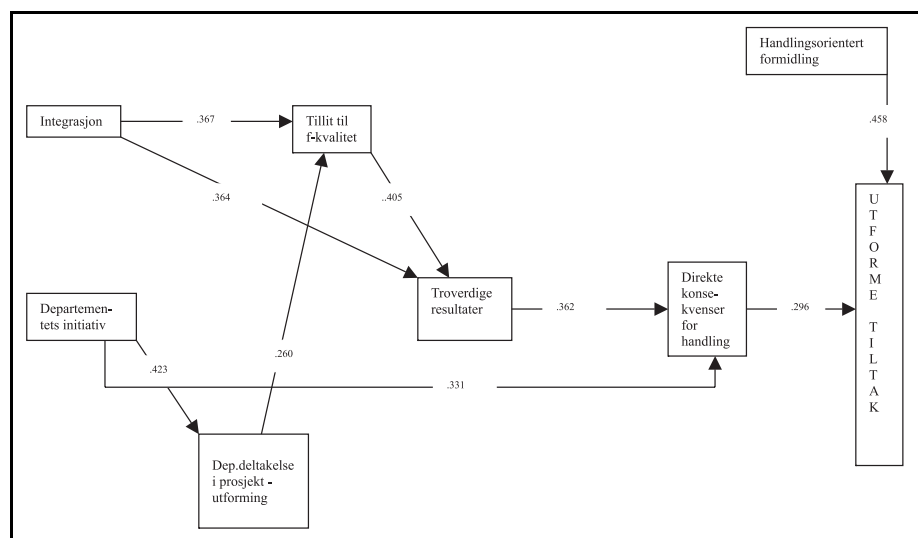 Handlingsorientert
formidling
Integrasjon
.367
Tillit til
f-kvalitet
.458
.364
..405
U
T
F
O
R
M
E
T
I
L
T
A
K
Direkte
konse-
kvenser
for
handling
Troverdige
resultater
.362
.296
Departemen-
tets initiativ
.260
.423
.331
Dep.deltakelse
i prosjekt -
utforming